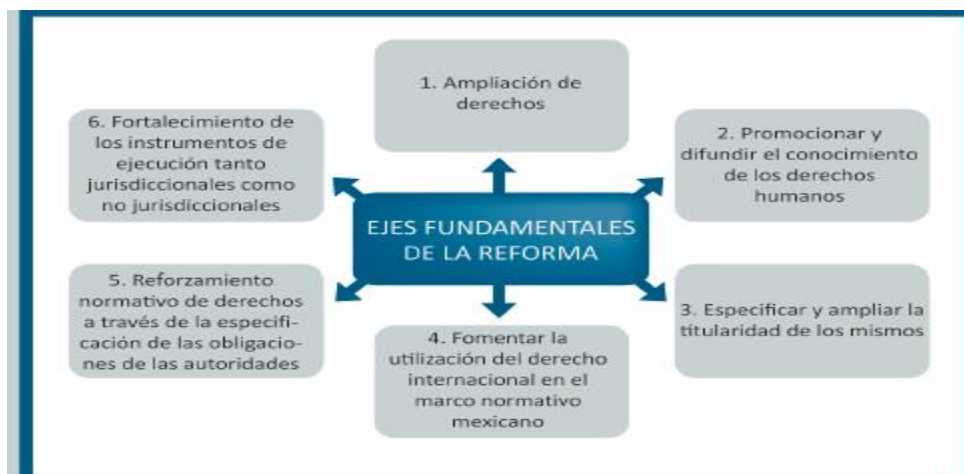 1. Ampliación de
derechos
2. Promocionar y
difundir el conocimiento
de los derechos
humanos
3. Especificar y ampliar la
titularidad de los mismos
4. Fomentar la
utilización del derecho
internacional en el
marco normativo
mexicano
5. Reforzamiento
normativo de derechos
a través de la especifi-
cación de las obligacio-
nes de las autoridades
6. Fortalecimiento de
los instrumentos de
ejecución tanto
jurisdiccionales como
no jurisdiccionales
EJES FUNDAMENTALES
DE LA REFORMA